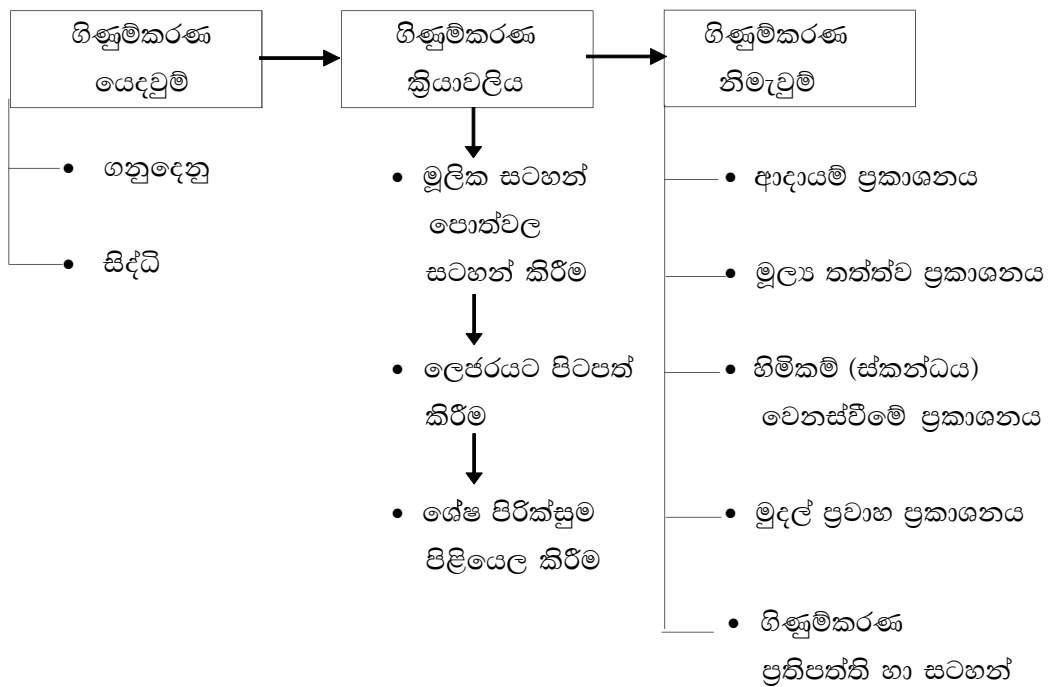 ගිණුම්කරණ
යෙදවුම්
ගනුදෙනු
සිද්ධි
ගිණුම්කරණ
ක්‍රියාවලිය
මූලික සටහන්
පොත්වල
සටහන් කිරීම
ලෙජරයට පිටපත්
කිරීම
ශේෂ පිරික්සුම
පිළියෙල කිරීම
ගිණුම්කරණ
නිමැවුම්
ආදායම් ප්‍රකාශනය
මූල්‍ය තත්ත්ව ප්‍රකාශනය
හිමිකම් (ස්කන්ධය)
වෙනස්වීමේ ප්‍රකාශනය
මුදල් ප්‍රවාහ ප්‍රකාශනය
ගිණුම්කරණ
ප්‍රතිපත්ති හා සටහන්